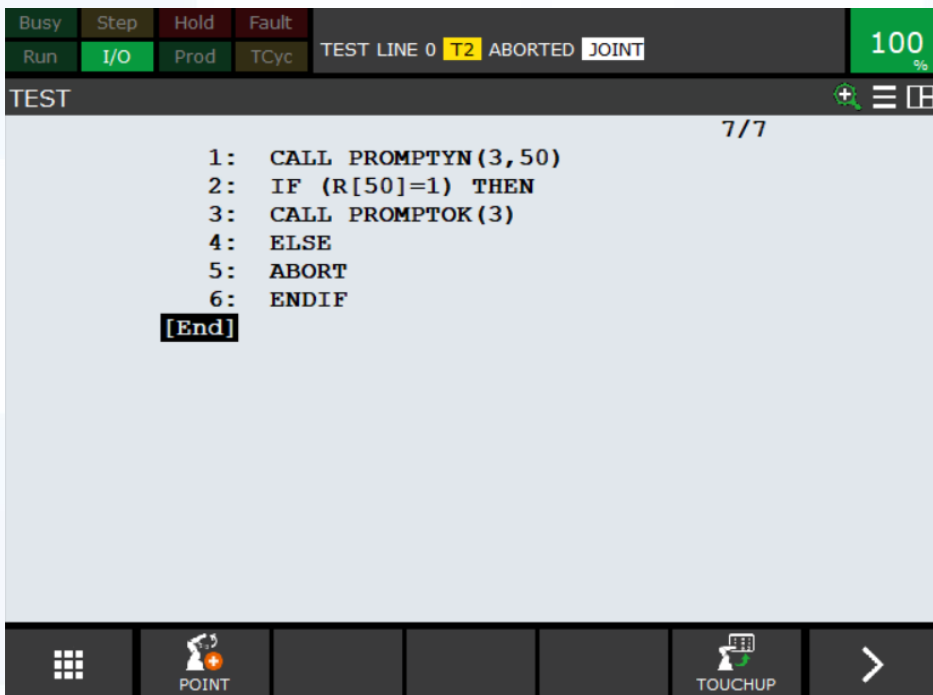 Busy Step Hold Fault
Run I/O Prod TCyc TEST LINE 0 T2 ABORTED JOINT 100 %
TEST
7/7
1: CALL PROMPTYN(3,50)
2: IF (R[50]=1) THEN
3: CALL PROMPTOK(3)
4: ELSE
5: ABORT
6: ENDIF
[End]
POINT TOUCHUP